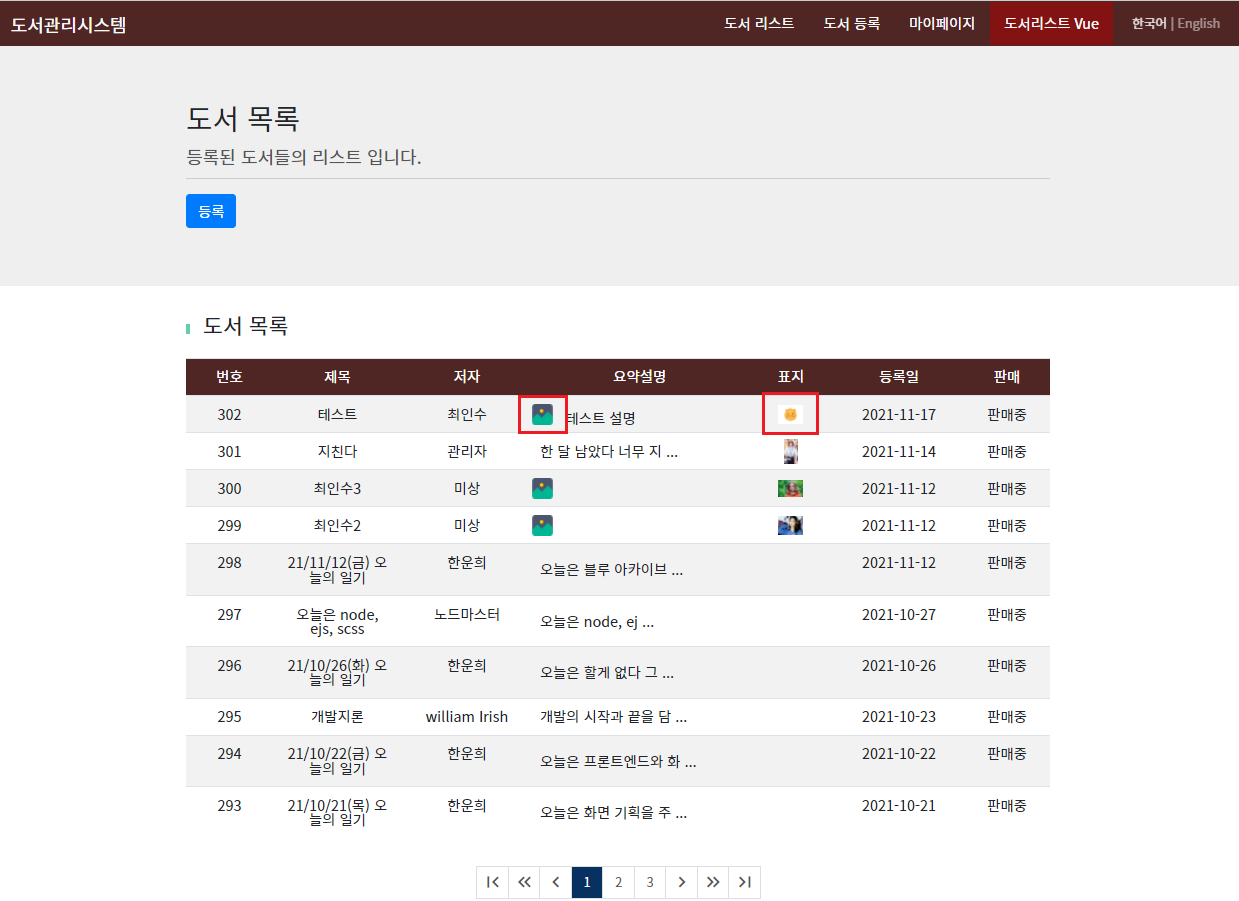 도서관리시스템 도서 리스트 도서 등록 마이페이지 도서리스트 Vue 한국어 | English
도서 목록
등록된 도서들의 리스트 입니다.
등록
도서 목록
번호 제목 저자 요약설명 표지 등록일 판매
302 테스트 최인수 테스트 설명 2021-11-17 판매중
301 지친다 관리자 한 달 남았다 너무 지 ... 2021-11-14 판매중
300 최인수3 미상 2021-11-12 판매중
299 최인수2 미상 2021-11-12 판매중
298 21/11/12(금) 오 한운희 오늘은 블루 아카이브 ... 2021-11-12 판매중
늘의 일기
297 오늘은 node, 노드마스터 오늘은 node, ej ... 2021-10-27 판매중
ejs, scss
296 21/10/26(화) 오 한운희 오늘은 할게 없다 그 ... 2021-10-26 판매중
늘의 일기
295 개발지론 william Irish 개발의 시작과 끝을 담 ... 2021-10-23 판매중
294 21/10/22(금) 오 한운희 오늘은 프론트엔드와 화 ... 2021-10-22 판매중
늘의 일기
293 21/10/21(목) 오 한운희 오늘은 화면 기획을 주 ... 2021-10-21 판매중
늘의 일기
1 2 3